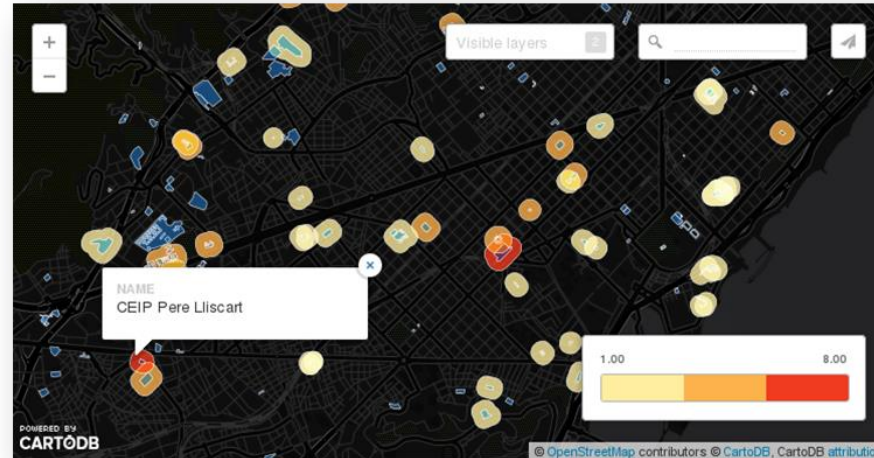 +
Visible layers 2
−
NAME
CEIP Pere Lliscart
1.00 8.00
POWERED BY
CARTODB
© OpenStreetMap contributors © CartoDB, CartoDB attributio